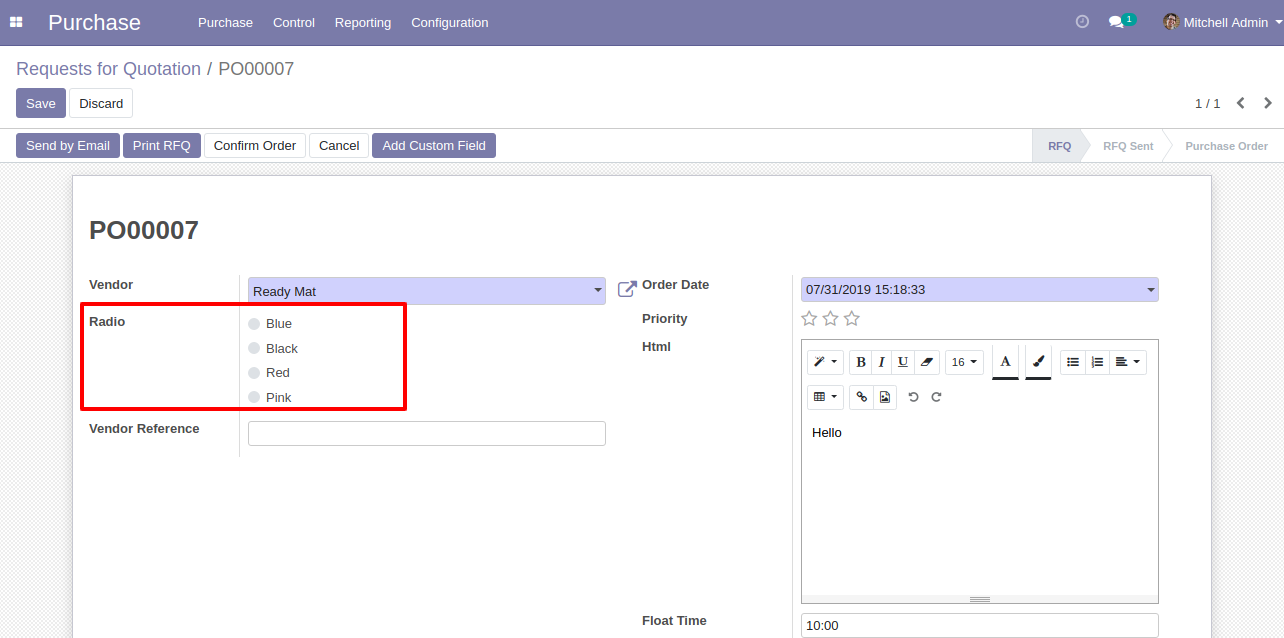 Purchase Purchase Control Reporting Configuration 1 Mitchell Admin
Requests for Quotation / PO00007
Save Discard 1 / 1
Send by Email Print RFQ Confirm Order Cancel Add Custom Field RFQ RFQ Sent Purchase Order
PO00007
Vendor Ready Mat
Radio Blue
Black
Red
Pink
Vendor Reference
Order Date 07/31/2019 15:18:33
Priority
Html
B I U 16 A
Hello
Float Time 10:00